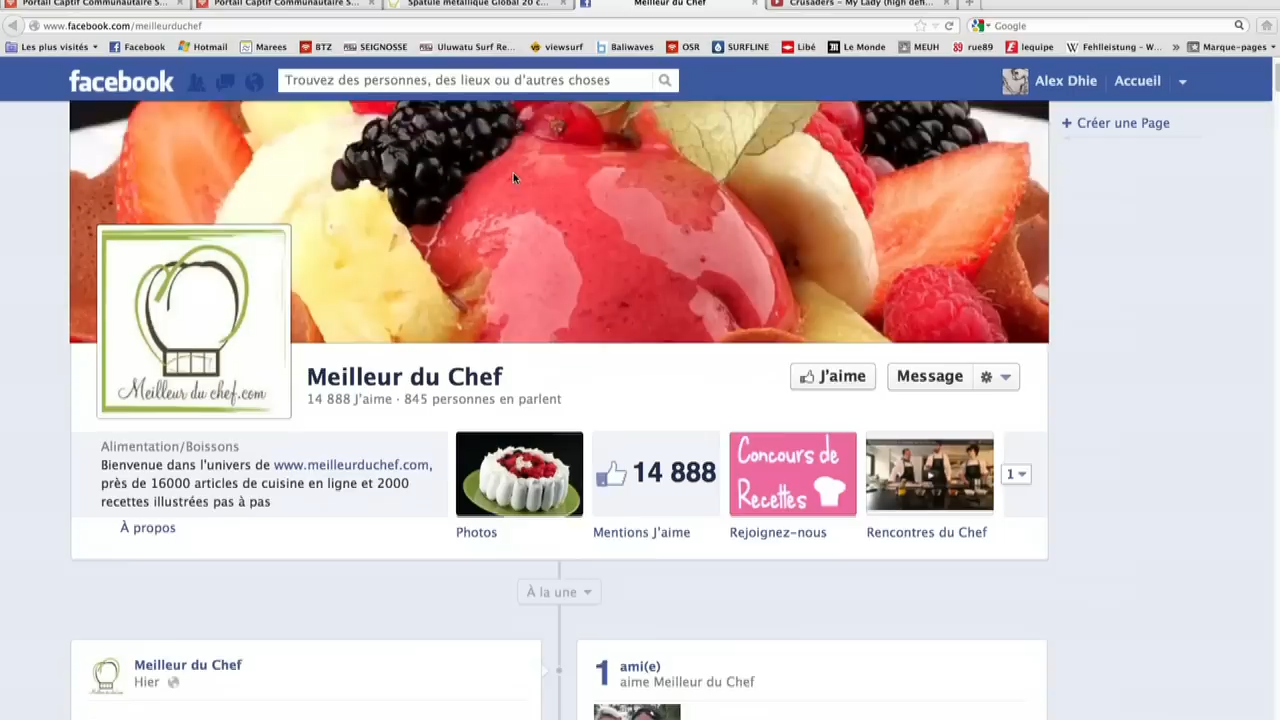 Portail Captif Communautaire S...
Portail Captif Communautaire S...
Spatule métallique Global 20 c...
Meilleur du Chef
Crusaders – My Lady (high defi...
www.facebook.com/meilleurduchef
Google
Les plus visités
Facebook
Hotmail
Marees
BTZ
SEIGNOSSE
Uluwatu Surf Re...
viewsurf
Baliwaves
OSR
SURFLINE
Libé
Le Monde
MEUH
rue89
lequipe
Fehlleistung - W...
Marque-pages
facebook
Trouvez des personnes, des lieux ou d'autres choses
Alex Dhie
Accueil
+ Créer une Page
Meilleur du chef.com
Meilleur du Chef
14 888 J'aime · 845 personnes en parlent
J'aime
Message
Alimentation/Boissons
Bienvenue dans l'univers de www.meilleurduchef.com,
près de 16000 articles de cuisine en ligne et 2000
recettes illustrées pas à pas
À propos
14 888
Concours de
Recettes
1
Photos
Mentions J'aime
Rejoignez-nous
Rencontres du Chef
À la une
Meilleur du Chef
Hier
1 ami(e)
aime Meilleur du Chef